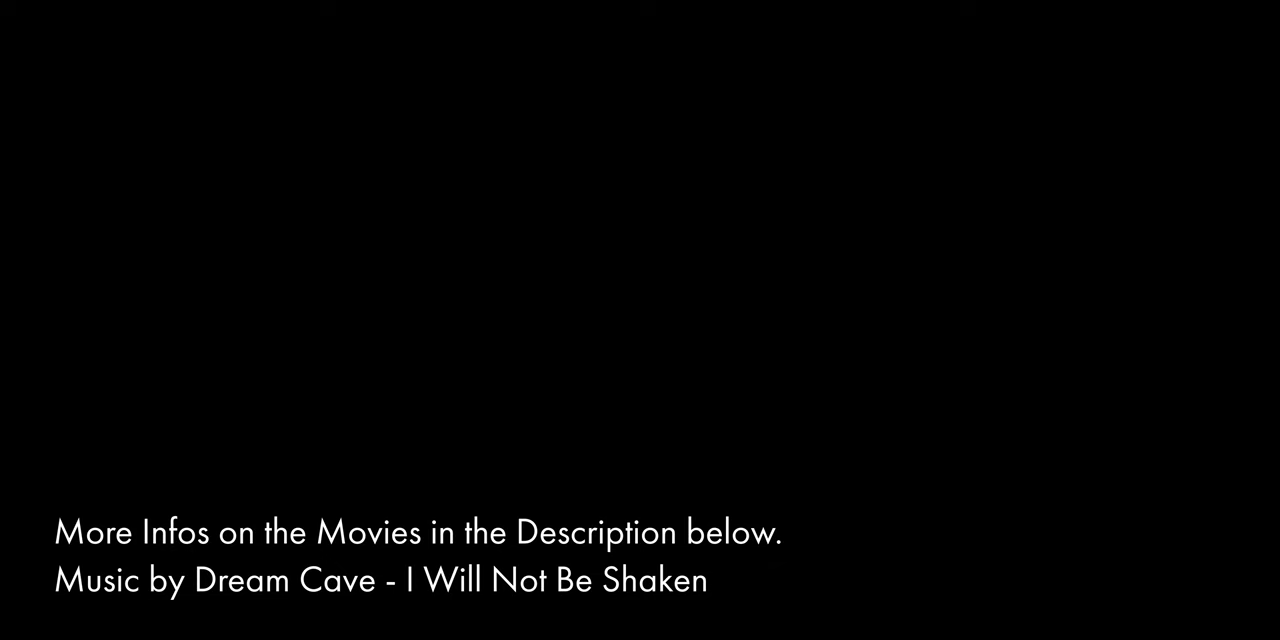 More Infos on the Movies in the Description below.
Music by Dream Cave - I Will Not Be Shaken